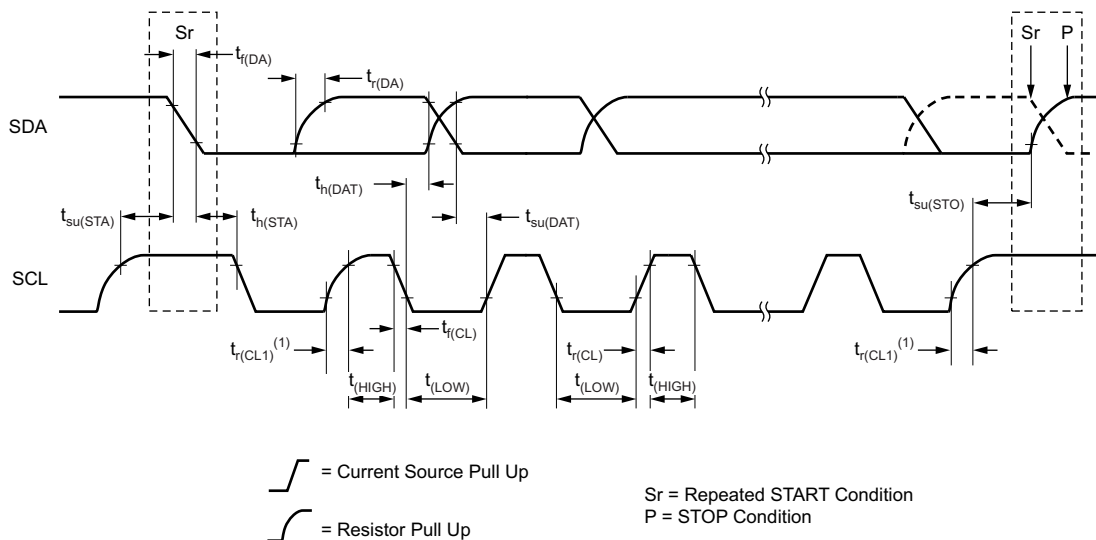 Sr
t_f(DA)
t_r(DA)
Sr P
SDA
t_h(DAT)
t_su(STA)
t_h(STA)
t_su(DAT)
t_su(STO)
SCL
t_f(CL)
t_r(CL1)^(1)
t_r(CL)
t_r(CL1)^(1)
t_(HIGH)
t_(LOW)
t_(LOW)
t_(HIGH)
= Current Source Pull Up
Sr = Repeated START Condition
P = STOP Condition
= Resistor Pull Up